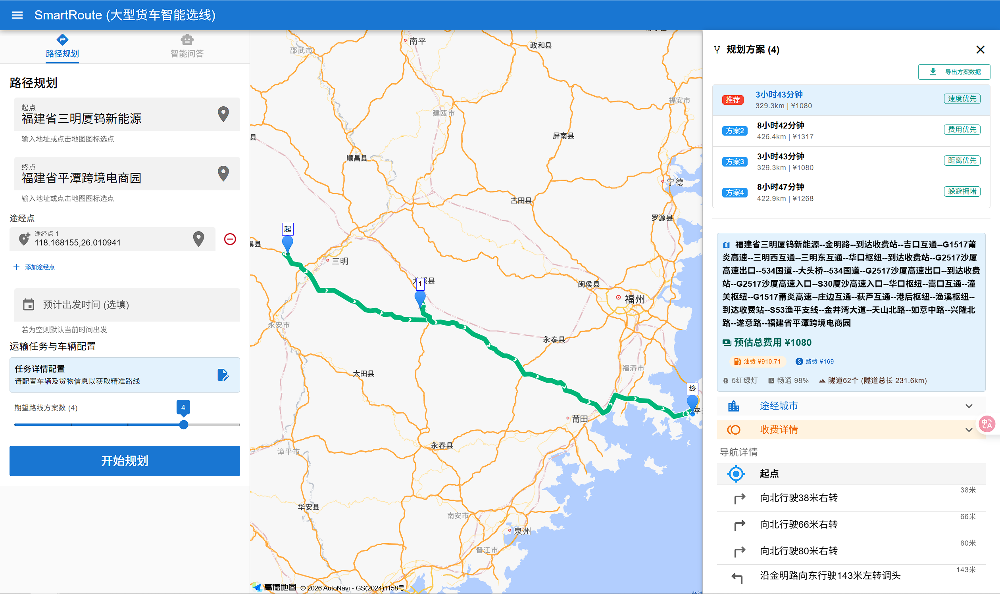 SmartRoute (大型货车智能选线)
路径规划
智能问答
路径规划
起点
福建省三明厦钨新能源
输入地址或点击地图图标选点
终点
福建省平潭跨境电商园
输入地址或点击地图图标选点
途经点
途经点 1
118.168155,26.010941
添加途经点
预计出发时间 (选填)
若为空则默认当前时间出发
运输任务与车辆配置
任务详情配置
请配置车辆及货物信息以获取精准路线
期望路线方案数 (4)
4
开始规划
南平
邵武市
政和县
福安市
建瓯市
县
屏南县
顺昌县
宁德
古田县
罗源县
起
溪县
三明
1
闽侯县
福州
永安市
永泰县
福清市
大田县
终
莆田
永春县
漳平市
华安县
南安市
泉州
晋江市
高德地图
© 2026 AutoNavi - GS(2024)1158号
规划方案 (4)
导出方案数据
推荐
3小时43分钟
329.3km | ¥1080
速度优先
方案2
8小时42分钟
426.4km | ¥1317
费用优先
方案3
3小时43分钟
329.3km | ¥1080
距离优先
方案4
8小时47分钟
422.9km | ¥1268
躲避拥堵
福建省三明厦钨新能源--金明路--到达收费站--吉口互通--G1517莆
炎高速--三明西互通--三明东互通--华口枢纽--到达收费站--G2517沙厦
高速出口--534国道--大头桥--534国道--G2517沙厦高速出口--到达收费
站--G2517沙厦高速入口--S30厦沙高速入口--华口枢纽--嵩口互通--潼
关枢纽--G1517莆炎高速--庄边互通--萩芦互通--港后枢纽--渔溪枢纽--
到达收费站--S53渔平支线--金井湾大道--天山北路--如意中路--兴隆北
路--遂意路--福建省平潭跨境电商园
预估总费用 ¥1080
油费 ¥910.71
路费 ¥169
5红绿灯
畅通 98%
隧道62个 (隧道总长 231.6km)
途经城市
收费详情
导航详情
起点
38米
向北行驶38米右转
66米
向北行驶66米右转
80米
向北行驶80米右转
143米
沿金明路向东行驶143米左转调头